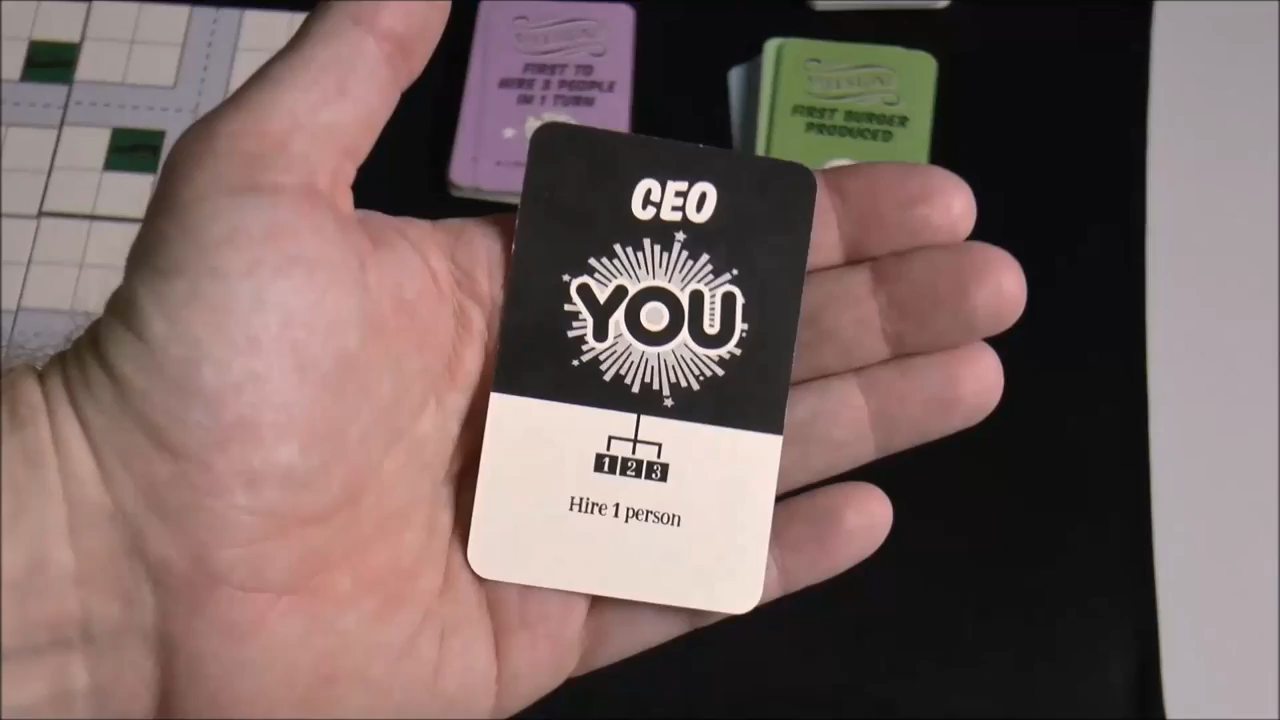 FIRST TO
HIRE 3 PEOPLE
IN 1 TURN
FIRST BURGER
PRODUCED
CEO
YOU
1 2 3
Hire 1 person